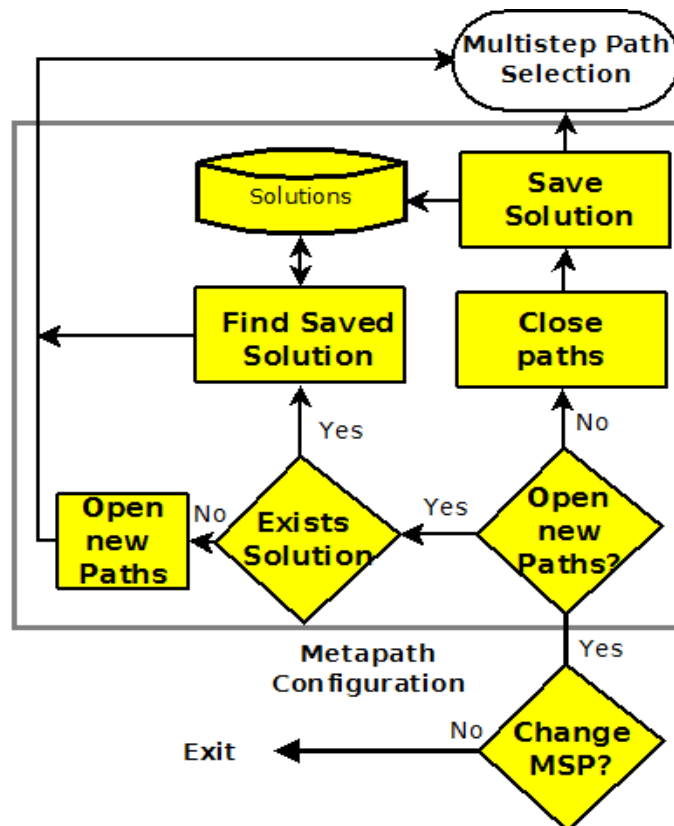 Multistep Path
Selection
Solutions
Save
Solution
Find Saved
Solution
Close
paths
Yes
No
Open
new
Paths
No
Exists
Solution
Yes
Open
new
Paths?
Metapath
Configuration
Yes
No
Exit
Change
MSP?